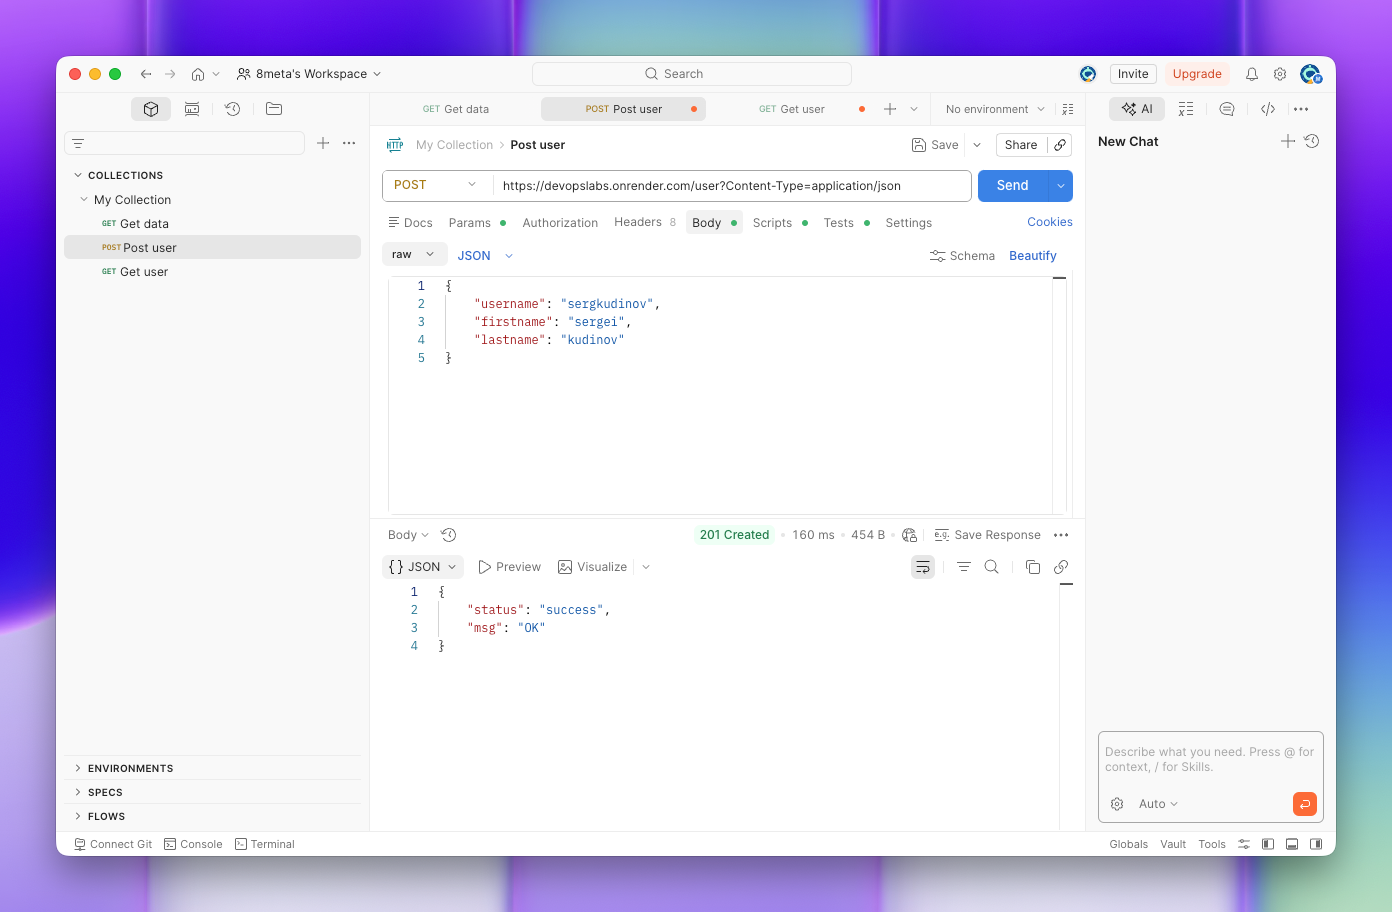 8meta's Workspace
Search
Invite
Upgrade
GET Get data
POST Post user
GET Get user
No environment
AI
COLLECTIONS
My Collection
GET Get data
POST Post user
GET Get user
ENVIRONMENTS
SPECS
FLOWS
HTTP
My Collection > Post user
Save
Share
POST
https://devopslabs.onrender.com/user?Content-Type=application/json
Send
Docs
Params
Authorization
Headers 8
Body
Scripts
Tests
Settings
Cookies
raw
JSON
Schema
Beautify
1 {
2 "username": "sergkudinov",
3 "firstname": "sergei",
4 "lastname": "kudinov"
5 }
Body
201 Created
160 ms
454 B
e.g. Save Response
{} JSON
Preview
Visualize
1 {
2 "status": "success",
3 "msg": "OK"
4 }
New Chat
Describe what you need. Press @ for
context, / for Skills.
Auto
Connect Git
Console
Terminal
Globals
Vault
Tools